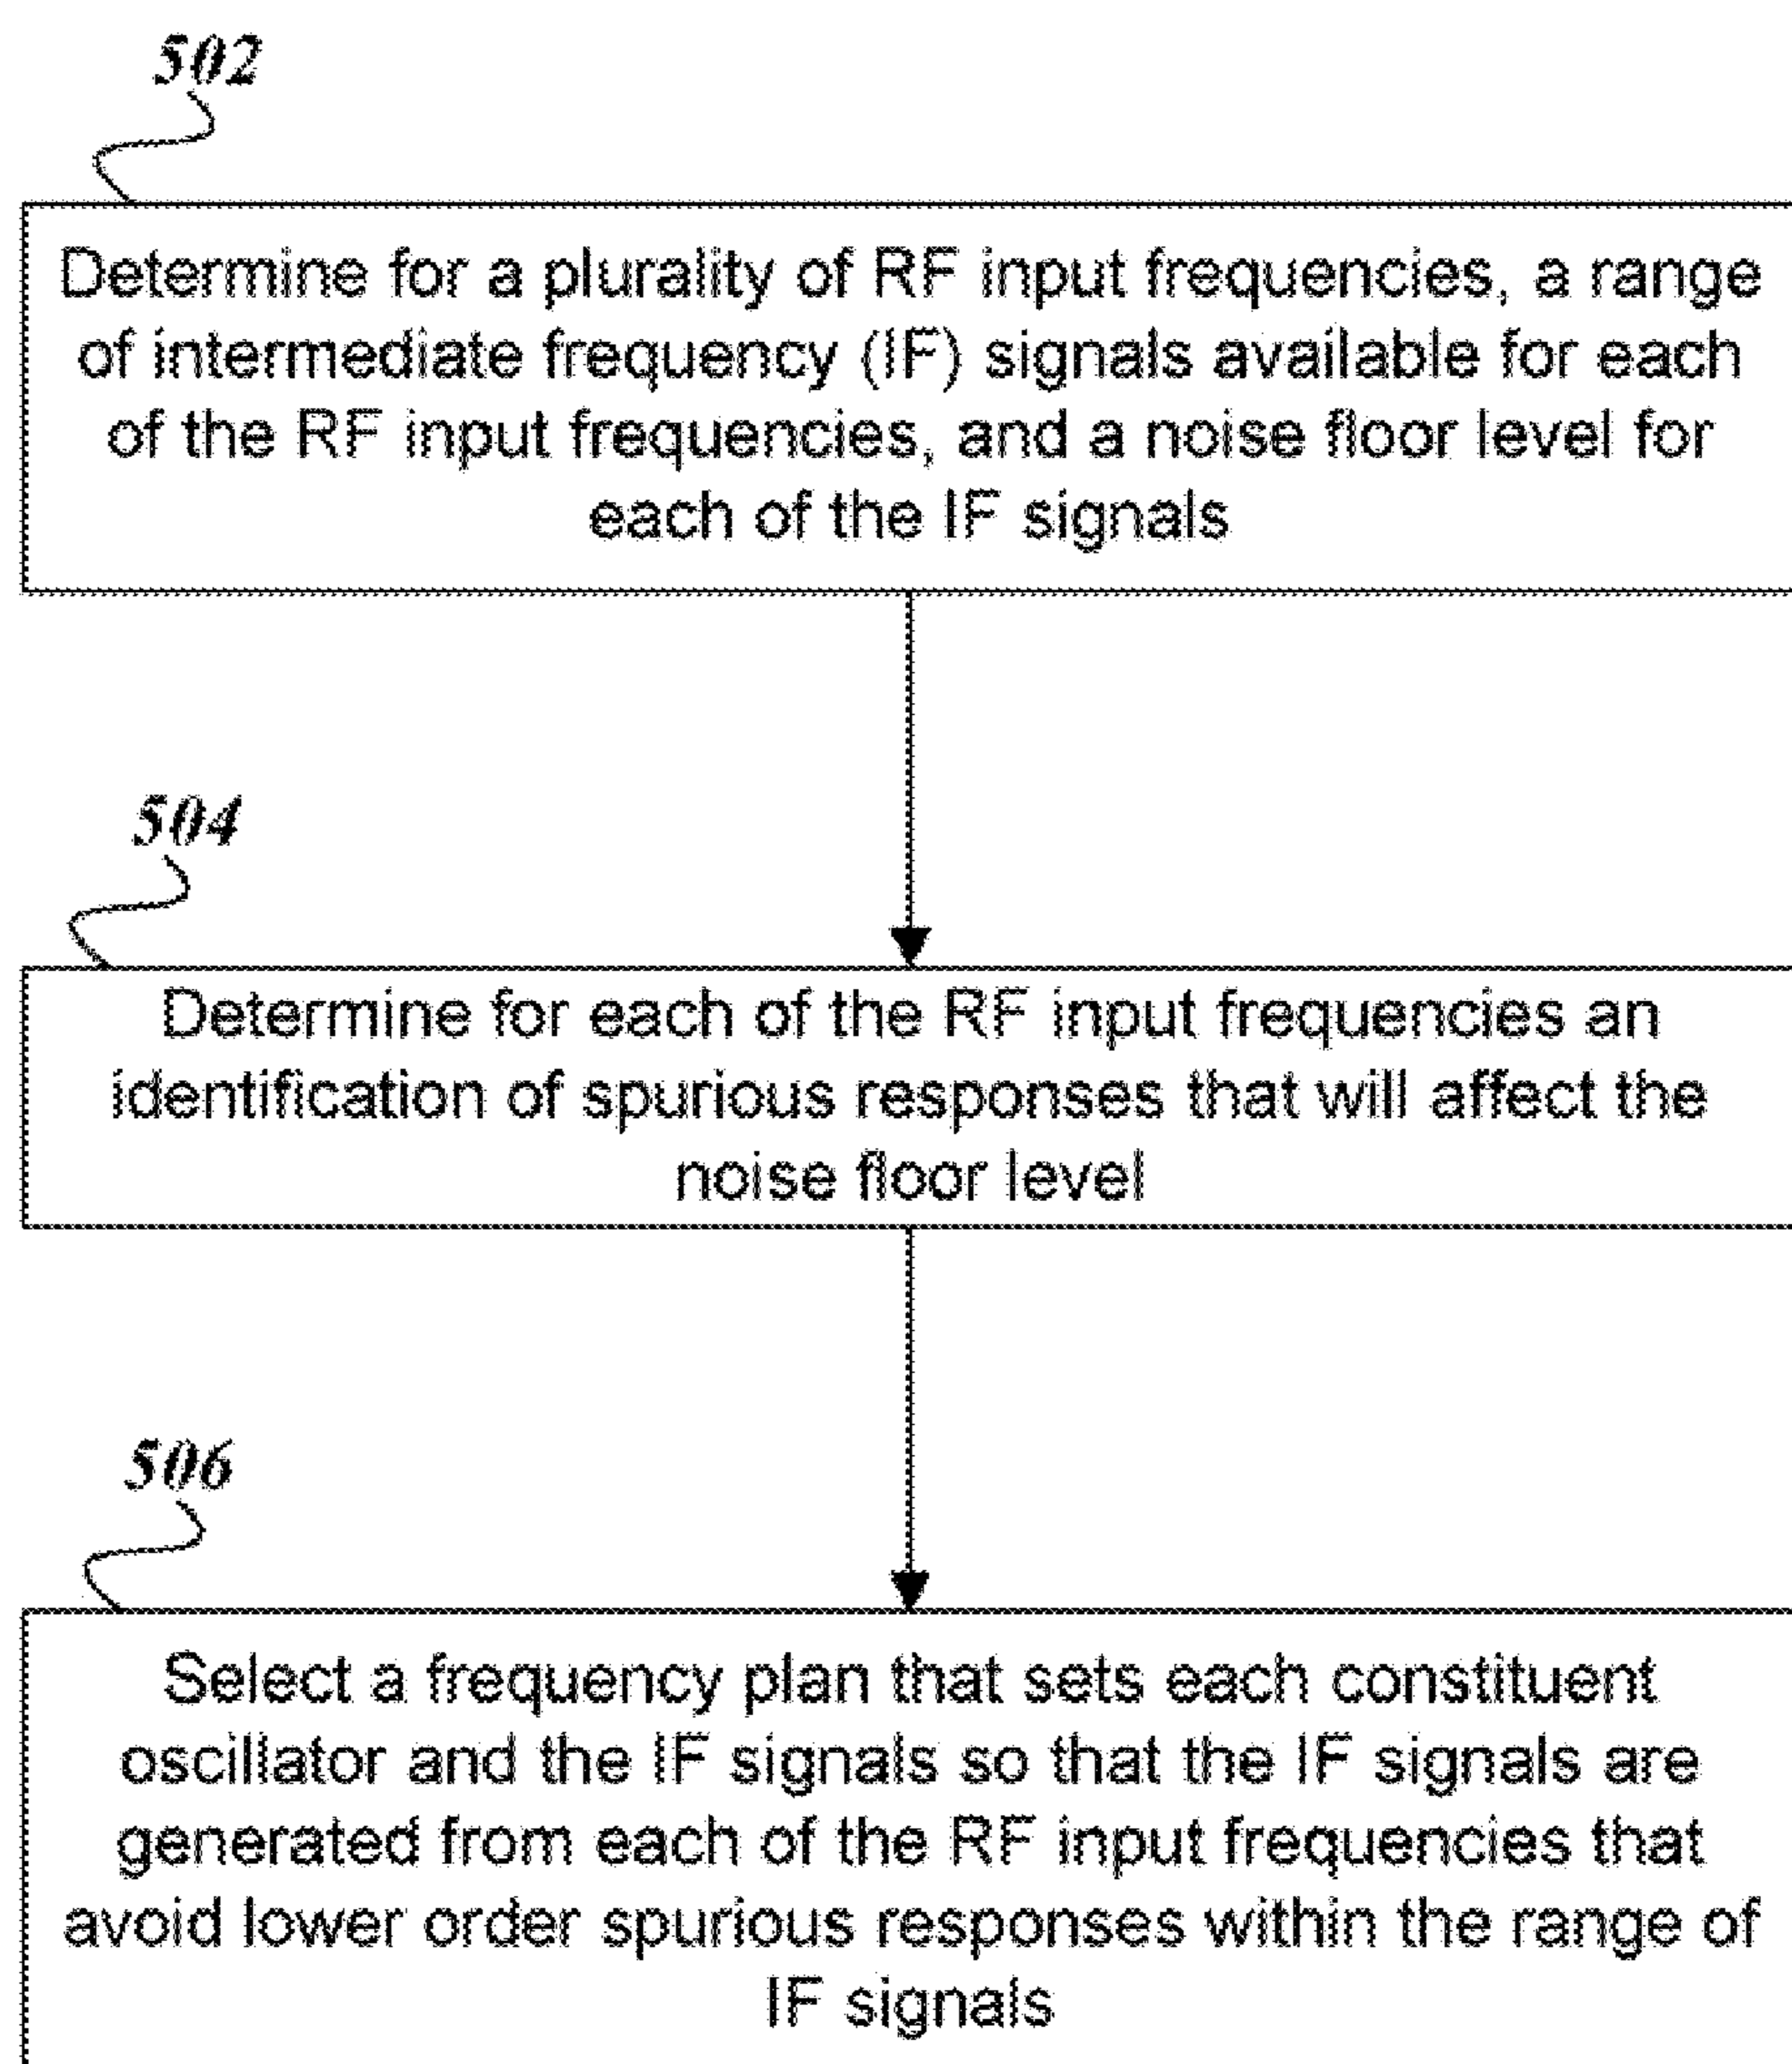 502
Determine for a plurality of RF input frequencies, a range
of intermediate frequency (IF) signals available for each
of the RF input frequencies, and a noise floor level for
each of the IF signals
504
Determine for each of the RF input frequencies an
identification of spurious responses that will affect the
noise floor level
506
Select a frequency plan that sets each constituent
oscillator and the IF signals so that the IF signals are
generated from each of the RF input frequencies that
avoid lower order spurious responses within the range of
IF signals